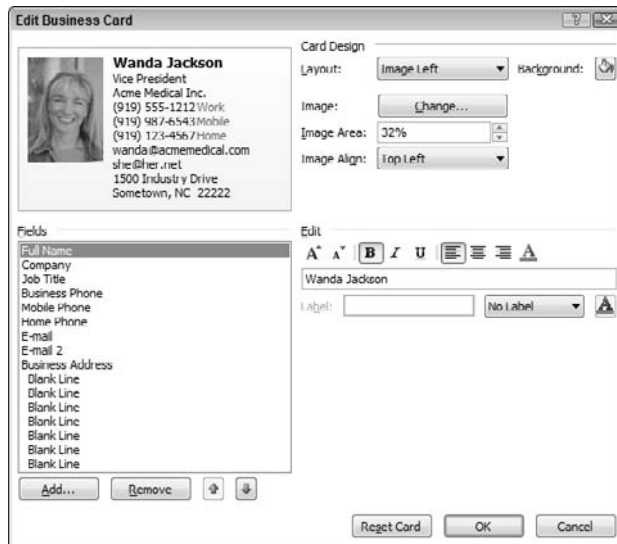 Edit Business Card
Wanda Jackson
Vice President
Acme Medical Inc.
(919) 555-1212 Work
(919) 987-6543 Mobile
(919) 123-4567 Home
wanda@acmemedical.com
she@her.net
1500 Industry Drive
Sometown, NC 22222
Card Design
Layout: Image Left Background:
Image: Change...
Image Area: 32%
Image Align: Top Left
Fields
Full Name
Company
Job Title
Business Phone
Mobile Phone
Home Phone
E-mail
E-mail 2
Business Address
Blank Line
Blank Line
Blank Line
Blank Line
Blank Line
Blank Line
Blank Line
Add... Remove
Edit
A A B I U A
Wanda Jackson
Label: No Label A
Reset Card OK Cancel